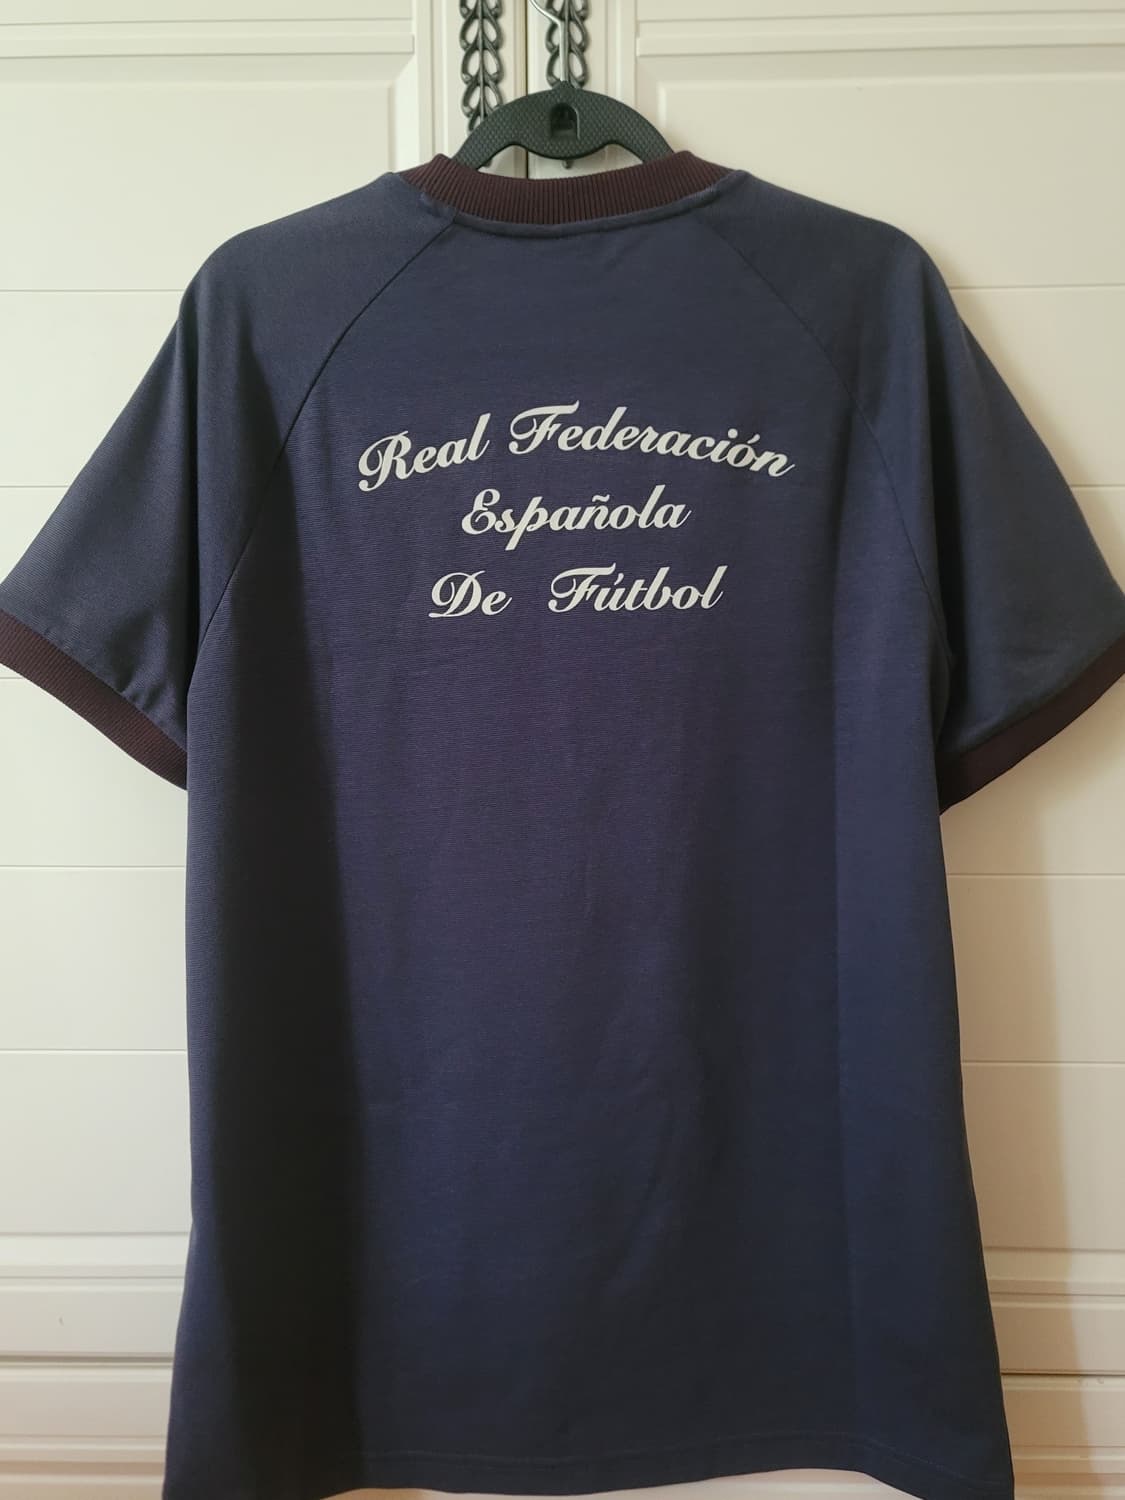 Real Federación
Española
De Fútbol